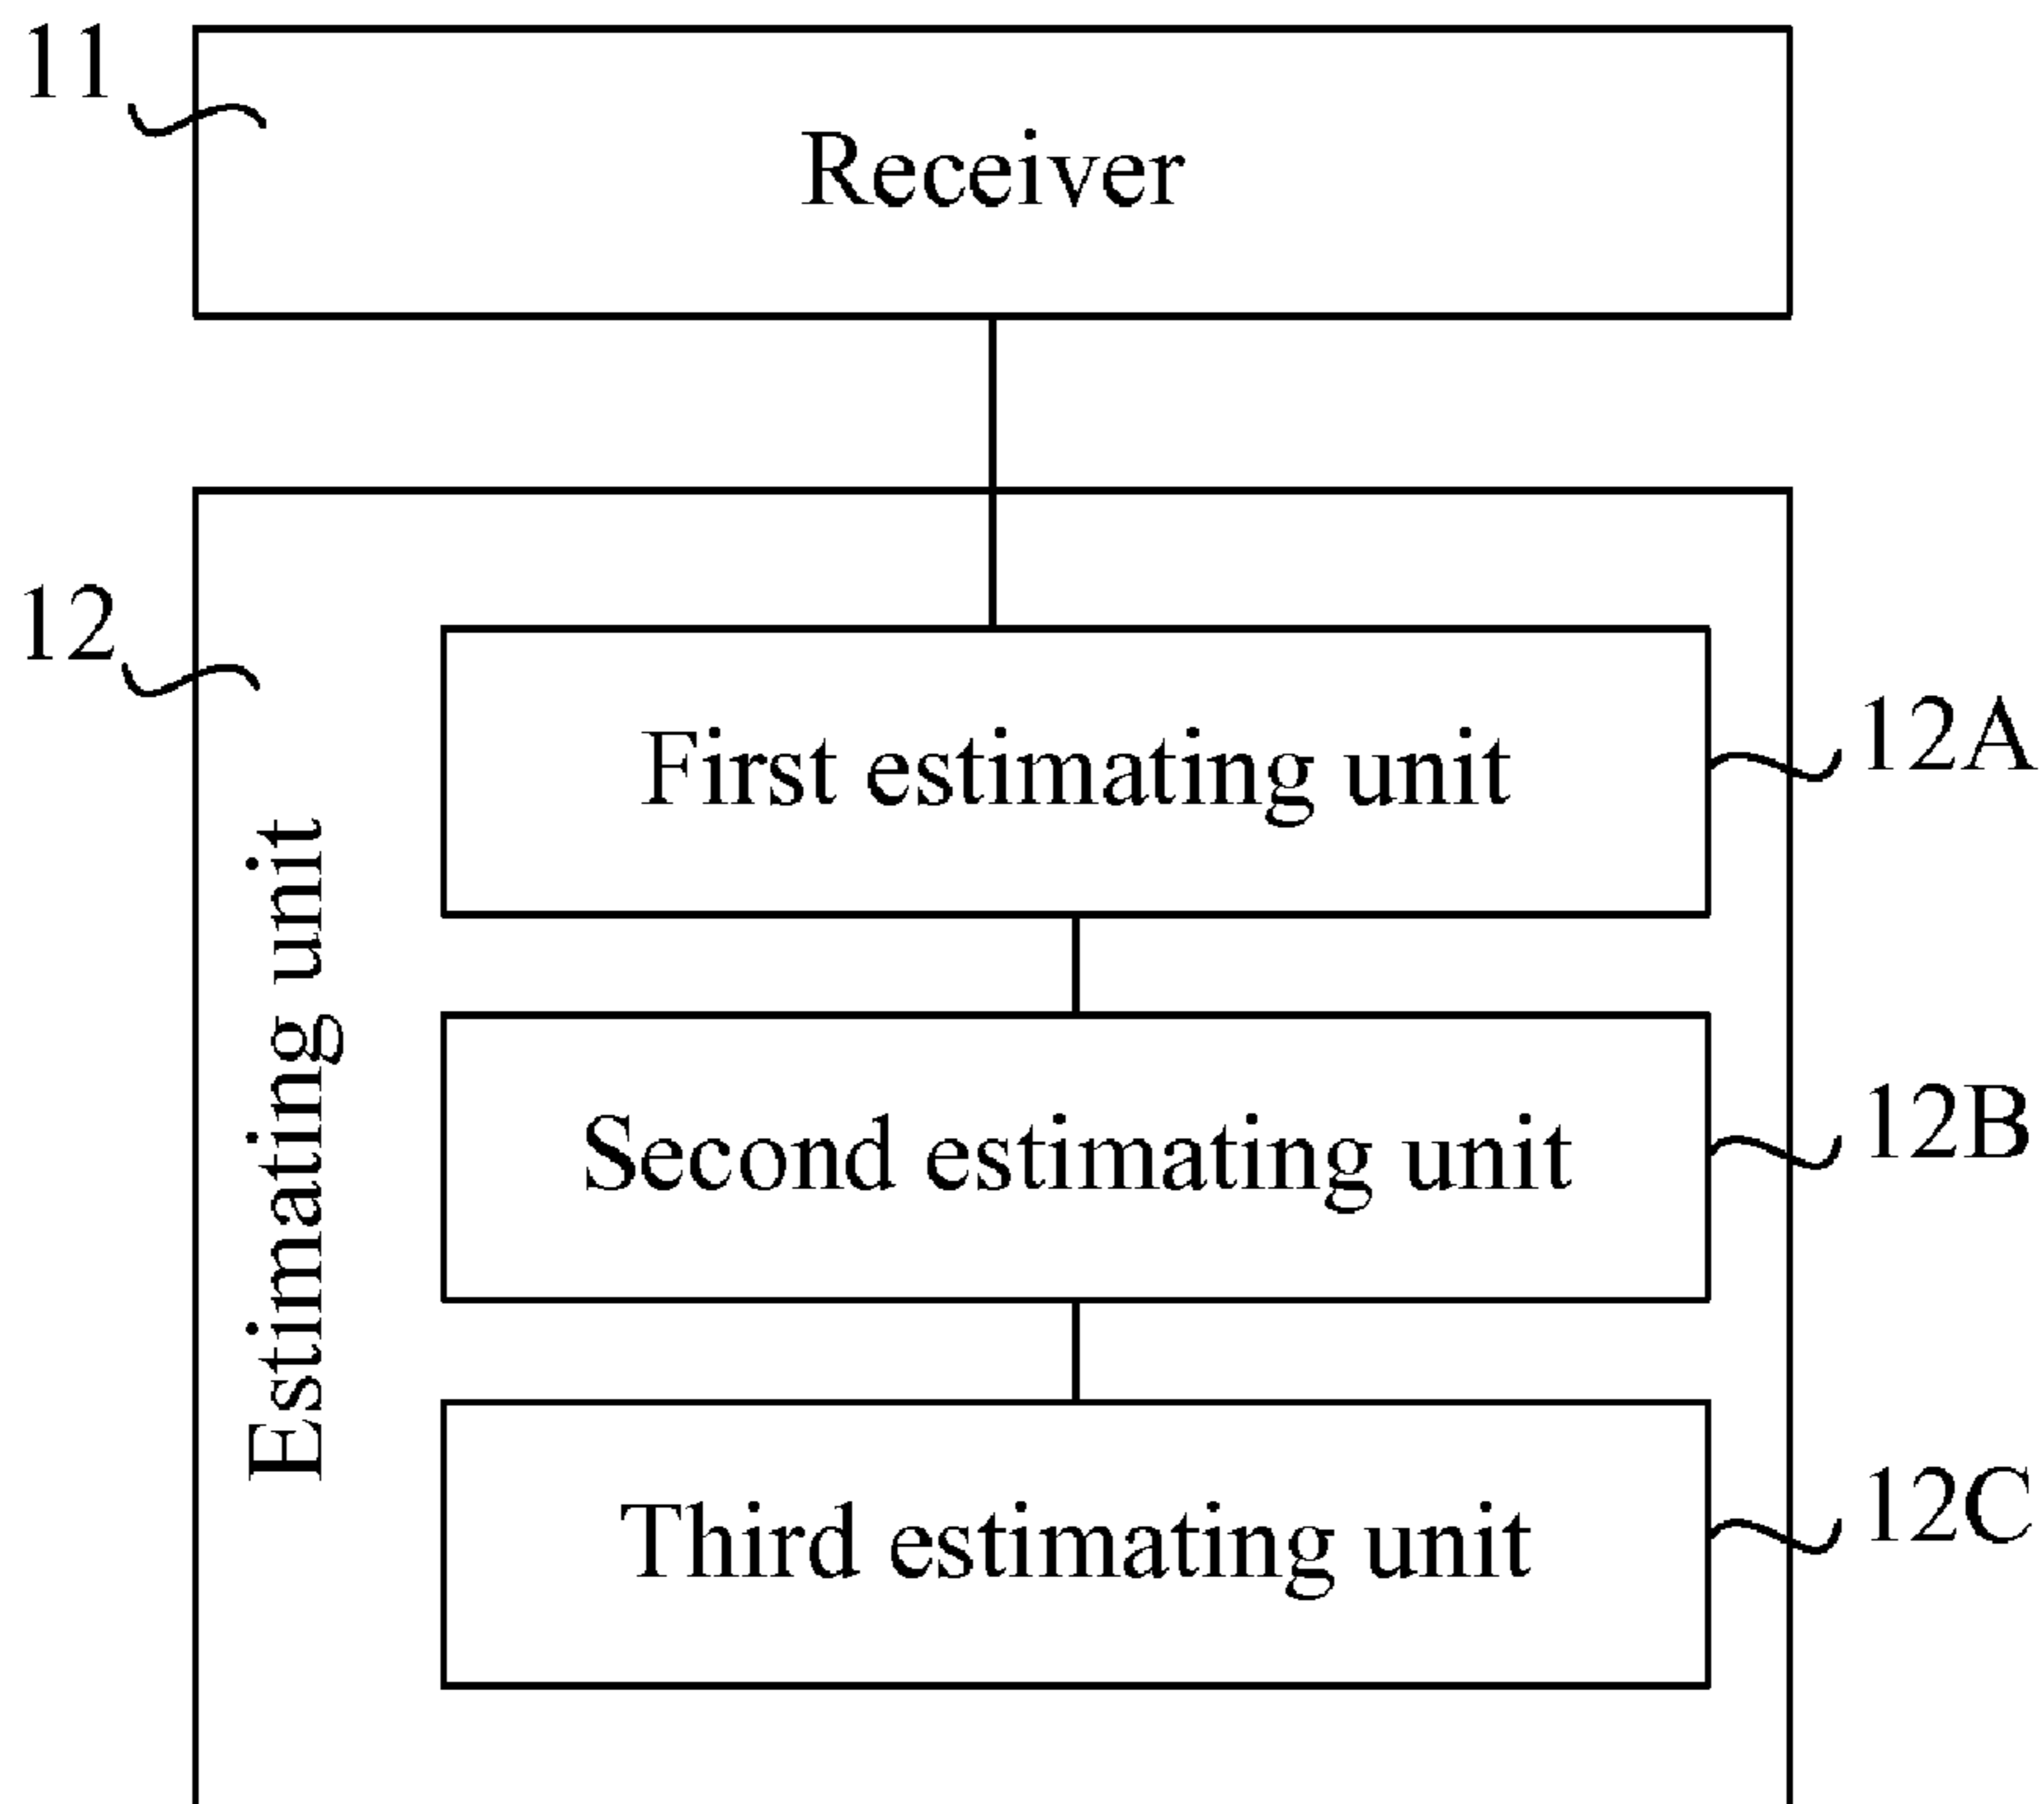 11
Receiver
12
Estimating unit
First estimating unit
12A
Second estimating unit
12B
Third estimating unit
12C